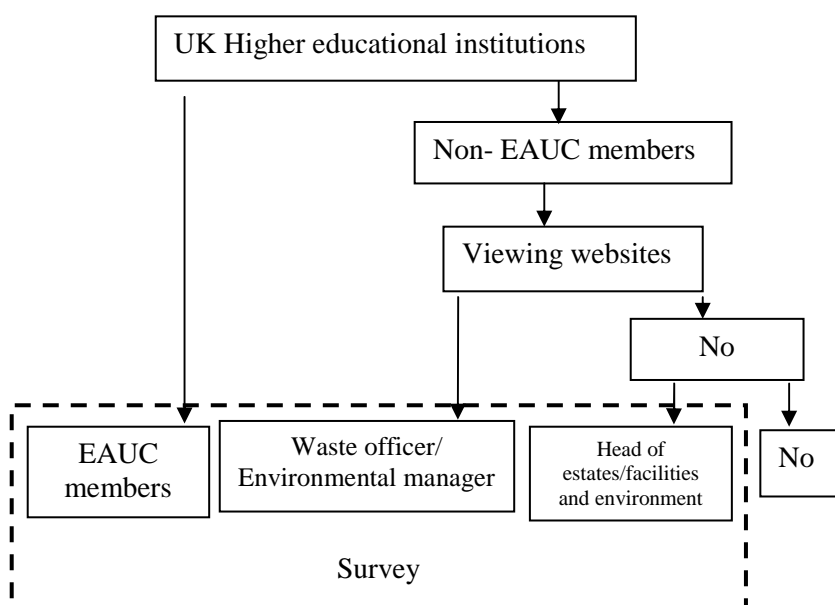 UK Higher educational institutions
Non- EAUC members
Viewing websites
No
EAUC
members
Waste officer/
Environmental manager
Head of
estates/facilities
and environment
No
Survey